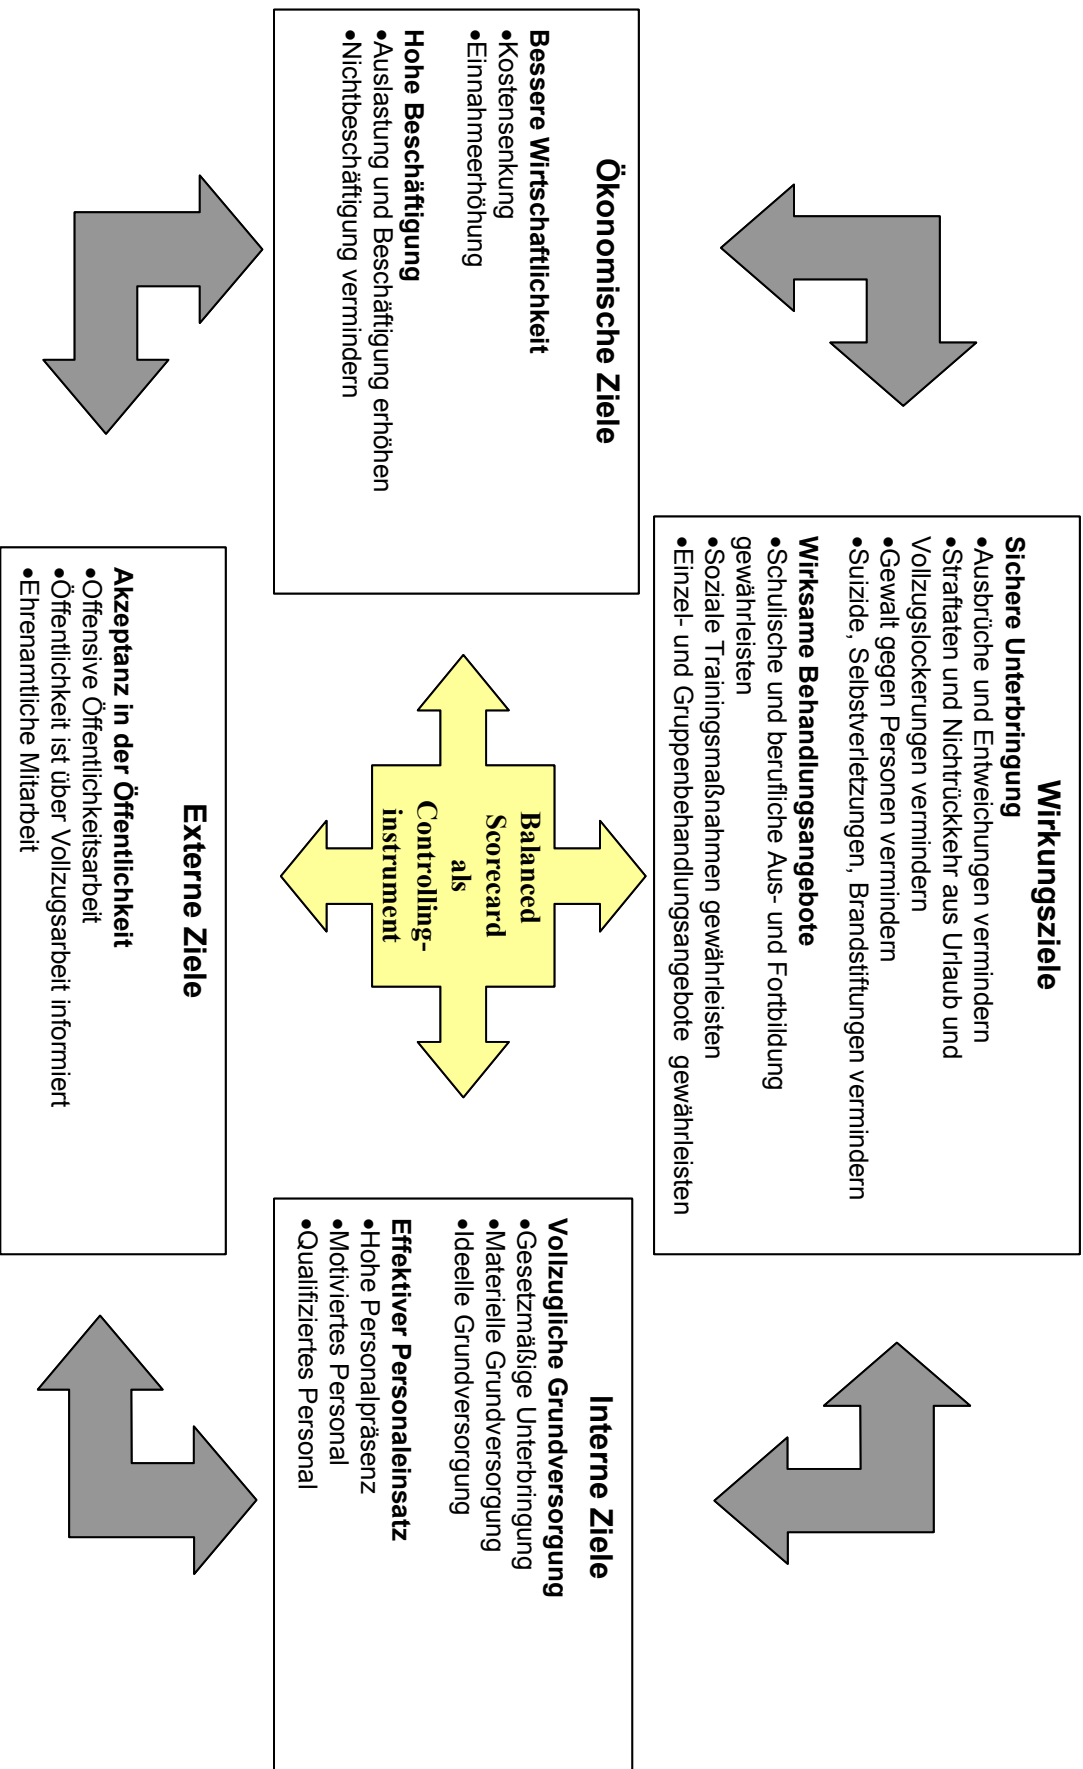 Wirkungsziele
Sichere Unterbringung
•Ausbrüche und Entweichungen vermindern
•Straftaten und Nichtrückkehr aus Urlaub und
Vollzugslockerungen vermindern
•Gewalt gegen Personen vermindern
•Suizide, Selbstverletzungen, Brandstiftungen vermindern
Wirksame Behandlungsangebote
•Schulische und berufliche Aus- und Fortbildung
gewährleisten
•Soziale Trainingsmaßnahmen gewährleisten
•Einzel- und Gruppenbehandlungsangebote gewährleisten
Ökonomische Ziele
Bessere Wirtschaftlichkeit
•Kostensenkung
•Einnahmeerhöhung
Hohe Beschäftigung
•Auslastung und Beschäftigung erhöhen
•Nichtbeschäftigung vermindern
Balanced
Scorecard
als
Controlling-
instrument
Interne Ziele
Vollzugliche Grundversorgung
•Gesetzmäßige Unterbringung
•Materielle Grundversorgung
•Ideelle Grundversorgung
Effektiver Personaleinsatz
•Hohe Personalpräsenz
•Motiviertes Personal
•Qualifiziertes Personal
Externe Ziele
Akzeptanz in der Öffentlichkeit
•Offensive Öffentlichkeitsarbeit
•Öffentlichkeit ist über Vollzugsarbeit informiert
•Ehrenamtliche Mitarbeit